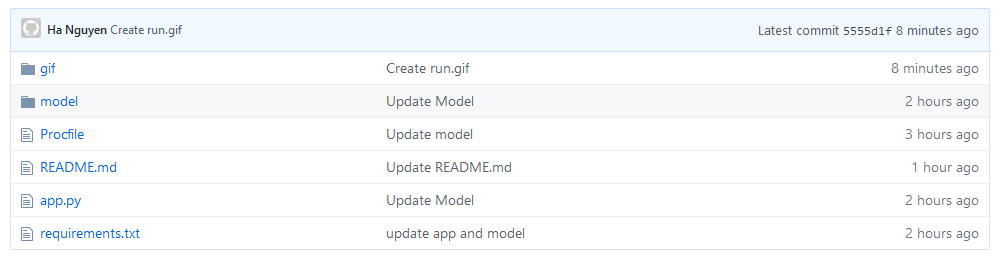 Ha Nguyen Create run.gif Latest commit 5555d1f 8 minutes ago
gif Create run.gif 8 minutes ago
model Update Model 2 hours ago
Procfile Update model 3 hours ago
README.md Update README.md 1 hour ago
app.py Update Model 2 hours ago
requirements.txt update app and model 2 hours ago